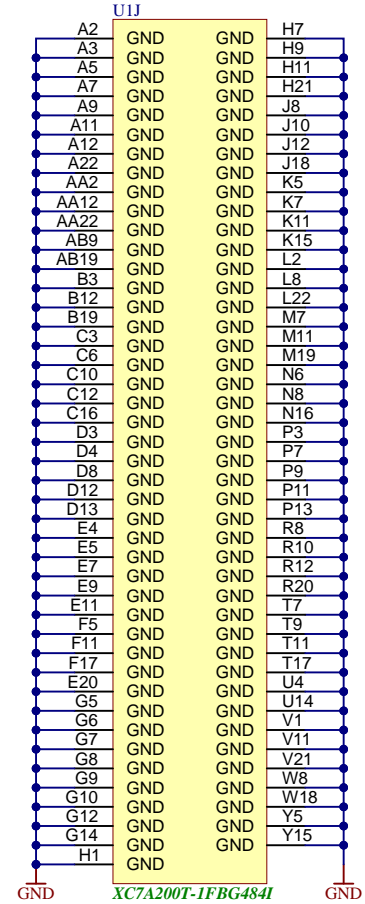 U1J
A2 GND GND H7
A3 GND GND H9
A5 GND GND H11
A7 GND GND H21
A9 GND GND J8
A11 GND GND J10
A12 GND GND J12
A22 GND GND J18
AA2 GND GND K5
AA12 GND GND K7
AA22 GND GND K11
AB9 GND GND K15
AB19 GND GND L2
B3 GND GND L8
B12 GND GND L22
B19 GND GND M7
C3 GND GND M11
C6 GND GND M19
C10 GND GND N6
C12 GND GND N8
C16 GND GND N16
D3 GND GND P3
D4 GND GND P7
D8 GND GND P9
D12 GND GND P11
D13 GND GND P13
E4 GND GND R8
E5 GND GND R10
E7 GND GND R12
E9 GND GND R20
E11 GND GND T7
F5 GND GND T9
F11 GND GND T11
F17 GND GND T17
E20 GND GND U4
G5 GND GND U14
G6 GND GND V1
G7 GND GND V11
G8 GND GND V21
G9 GND GND W8
G10 GND GND W18
G12 GND GND Y5
G14 GND GND Y15
H1 GND
GND XC7A200T-1FBG484I GND